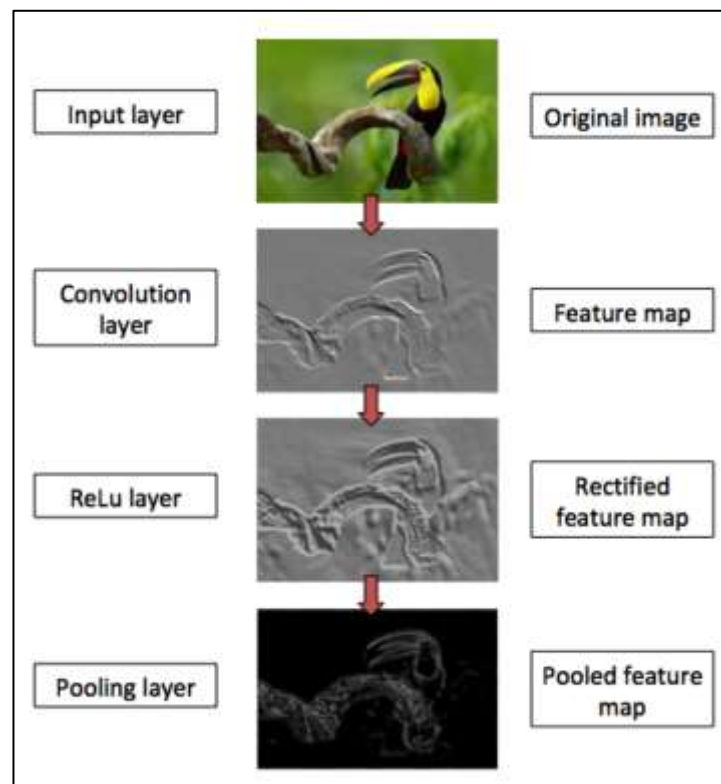 Input layer
Original image
Convolution
layer
Feature map
ReLu layer
Rectified
feature map
Pooling layer
Pooled feature
map